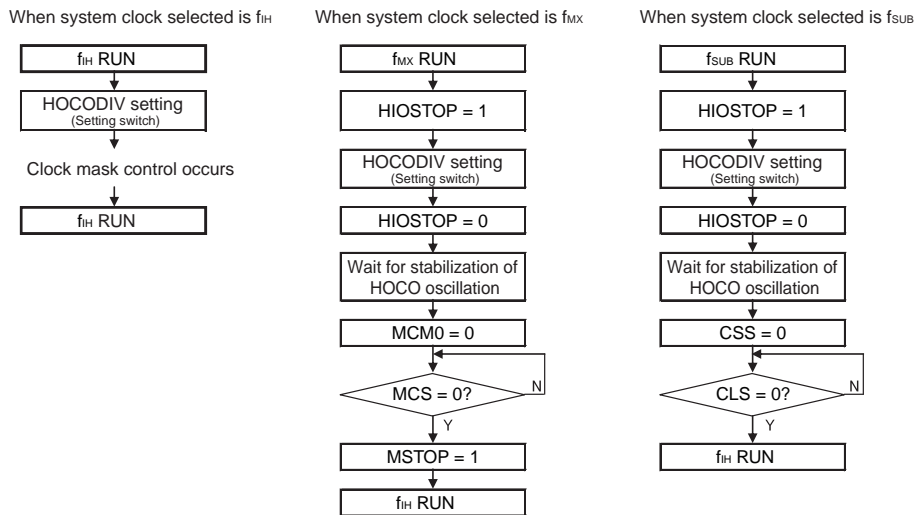 When system clock selected is fIH
fIH RUN
HOCODIV setting
(Setting switch)
Clock mask control occurs
fIH RUN
When system clock selected is fMX
fMX RUN
HIOSTOP = 1
HOCODIV setting
(Setting switch)
HIOSTOP = 0
Wait for stabilization of
HOCO oscillation
MCM0 = 0
MCS = 0?
N
Y
MSTOP = 1
fIH RUN
When system clock selected is fSUB
fSUB RUN
HIOSTOP = 1
HOCODIV setting
(Setting switch)
HIOSTOP = 0
Wait for stabilization of
HOCO oscillation
CSS = 0
CLS = 0?
N
Y
fIH RUN